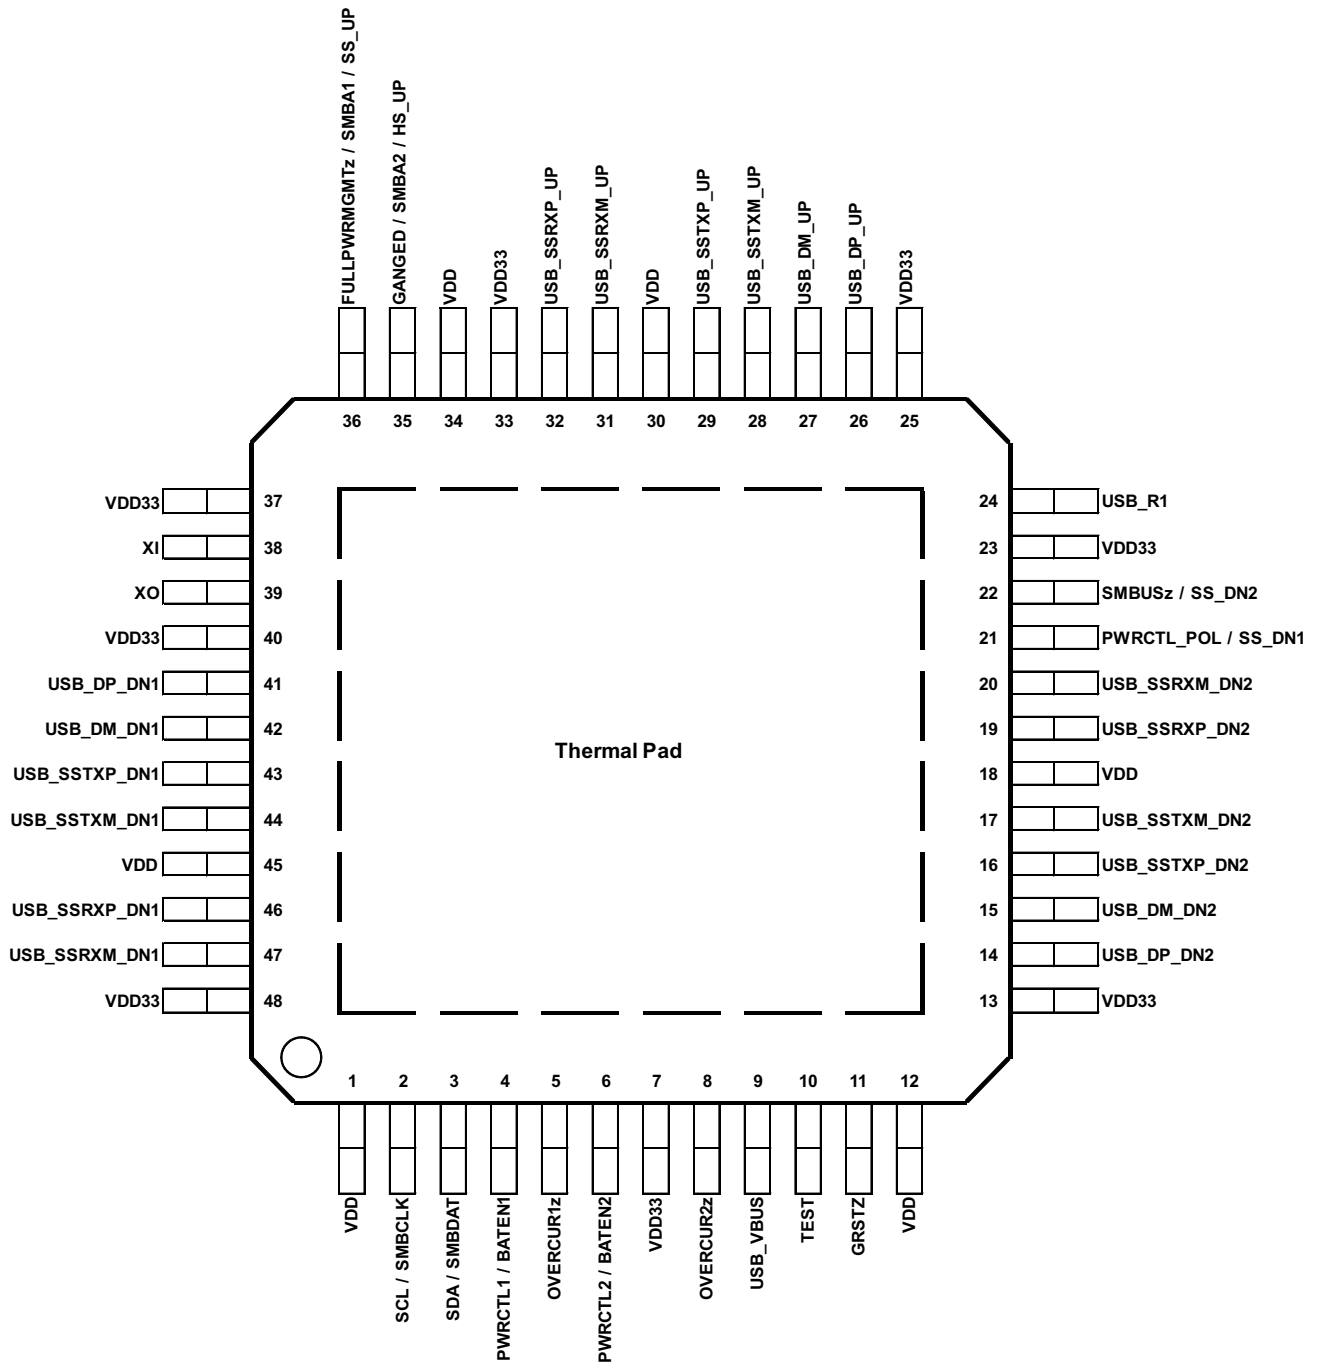 FULLPWRMGMTz / SMBA1 / SS_UP
GANGED / SMBA2 / HS_UP
VDD
VDD33
USB_SSRXP_UP
USB_SSRXM_UP
VDD
USB_SSTXP_UP
USB_SSTXM_UP
USB_DM_UP
USB_DP_UP
VDD33
36 35 34 33 32 31 30 29 28 27 26 25
VDD33 37
XI 38
XO 39
VDD33 40
USB_DP_DN1 41
USB_DM_DN1 42
USB_SSTXP_DN1 43
USB_SSTXM_DN1 44
VDD 45
USB_SSRXP_DN1 46
USB_SSRXM_DN1 47
VDD33 48
Thermal Pad
24 USB_R1
23 VDD33
22 SMBUSz / SS_DN2
21 PWRCTL_POL / SS_DN1
20 USB_SSRXM_DN2
19 USB_SSRXP_DN2
18 VDD
17 USB_SSTXM_DN2
16 USB_SSTXP_DN2
15 USB_DM_DN2
14 USB_DP_DN2
13 VDD33
1 2 3 4 5 6 7 8 9 10 11 12
VDD
SCL / SMBCLK
SDA / SMBDAT
PWRCTL1 / BATEN1
OVERCUR1z
PWRCTL2 / BATEN2
VDD33
OVERCUR2z
USB_VBUS
TEST
GRSTZ
VDD